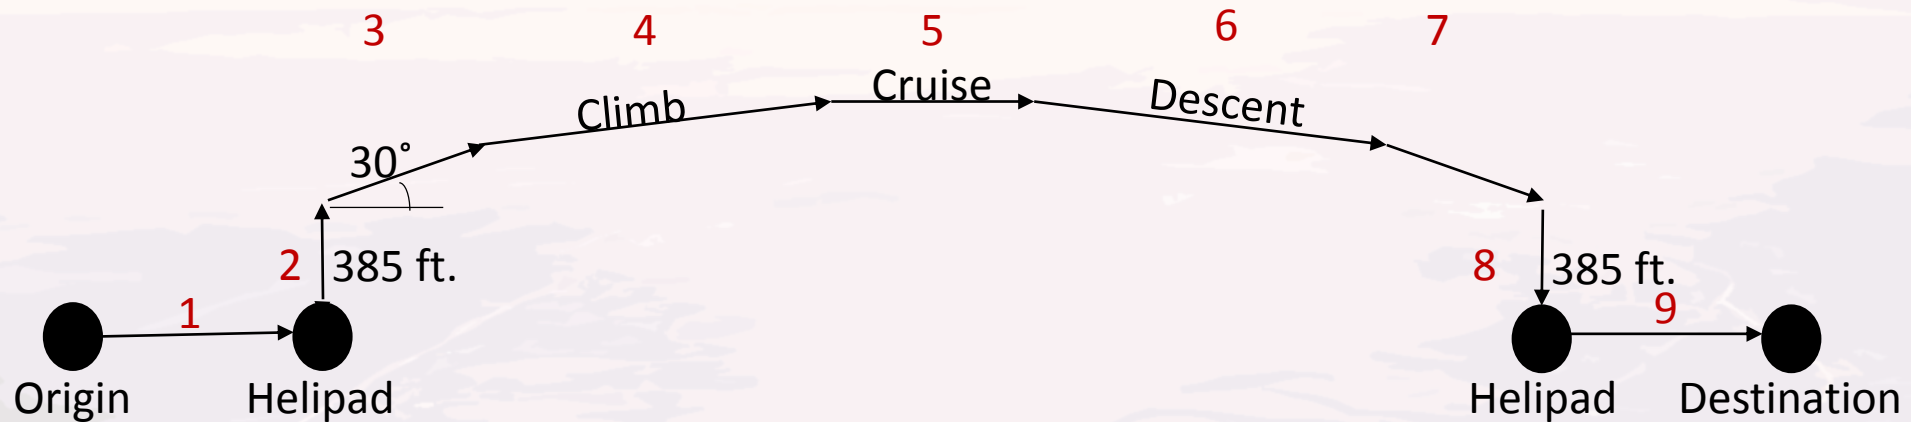 3 4 5 6 7
Climb Cruise Descent
30°
2 385 ft. 8 385 ft.
1 9
Origin Helipad Helipad Destination